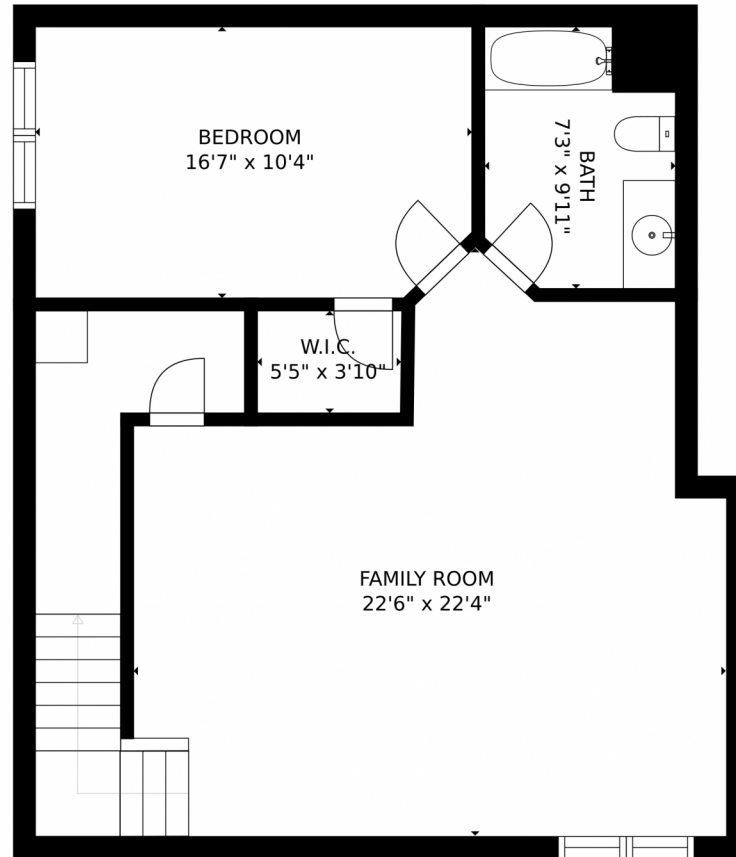 BEDROOM
16'7" x 10'4"
BATH
7'3" x 9'11"
W.I.C.
5'5" x 3'10"
FAMILY ROOM
22'6" x 22'4"